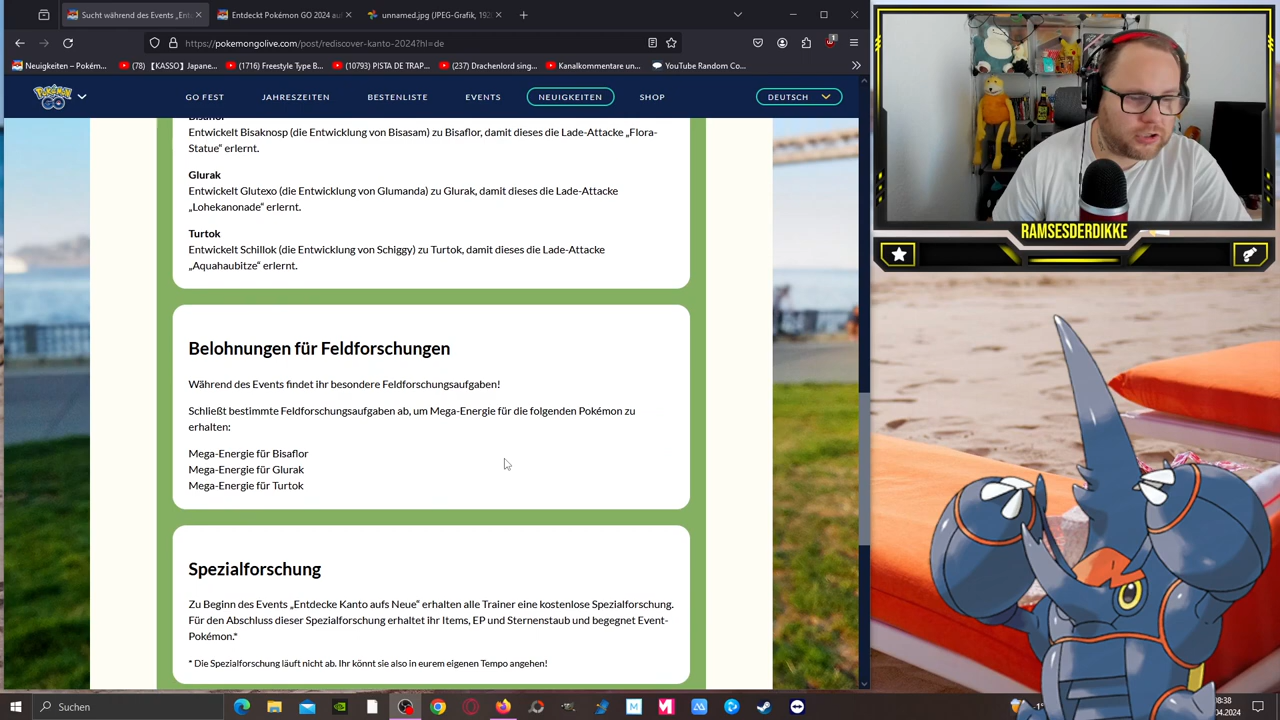 Sucht während des Events „Ent
Entdeckt Pokémon GO 2024 au
unnamed.jpg (JPEG-Grafik, 192
https://pokemongolive.com/post/rediscover-kanto-2024?hl=de
1
Neuigkeiten – Pokém...
(78) 【KASSO】Japane...
(1716) Freestyle Type B...
(237) Drachenlord sing...
Kanalkommentare un...
YouTube Random Co...
POKÉMON GO
GO FEST
JAHRESZEITEN
BESTENLISTE
EVENTS
NEUIGKEITEN
SHOP
DEUTSCH
Entwickelt Bisaknosp (die Entwicklung von Bisasam) zu Bisaflor, damit dieses die Lade-Attacke „Flora-
Statue“ erlernt.
Glurak
Entwickelt Glutexo (die Entwicklung von Glumanda) zu Glurak, damit dieses die Lade-Attacke
„Lohekanonade“ erlernt.
Turtok
Entwickelt Schillok (die Entwicklung von Schiggy) zu Turtok, damit dieses die Lade-Attacke
„Aquahaubitze“ erlernt.
Belohnungen für Feldforschungen
Während des Events findet ihr besondere Feldforschungsaufgaben!
Schließt bestimmte Feldforschungsaufgaben ab, um Mega-Energie für die folgenden Pokémon zu
erhalten:
Mega-Energie für Bisaflor
Mega-Energie für Glurak
Mega-Energie für Turtok
Spezialforschung
Zu Beginn des Events „Entdecke Kanto aufs Neue“ erhalten alle Trainer eine kostenlose Spezialforschung.
Für den Abschluss dieser Spezialforschung erhaltet ihr Items, EP und Sternenstaub und begegnet Event-
Pokémon.*
* Die Spezialforschung läuft nicht ab. Ihr könnt sie also in eurem eigenen Tempo angehen!
RAMSESDERDIKKE
Suchen